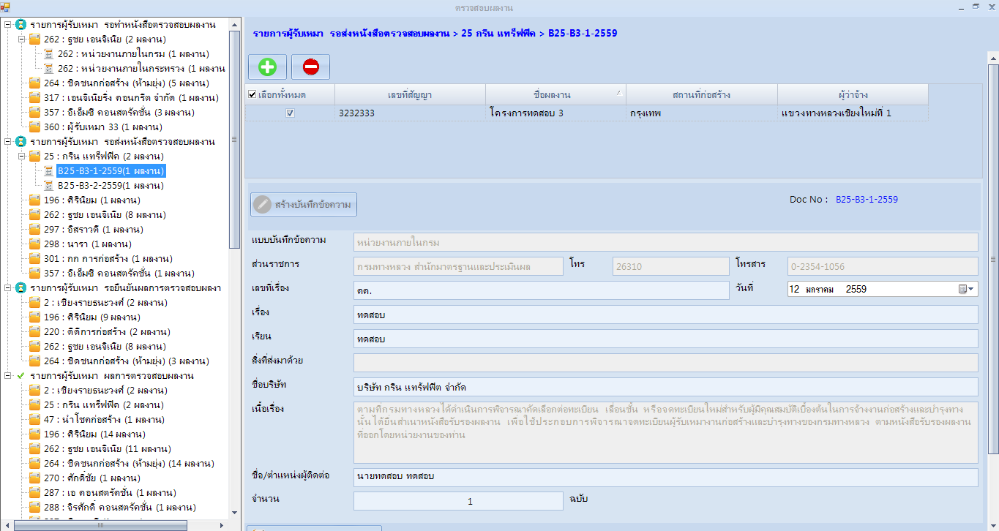 ตรวจสอบผลงาน
รายการผู้รับเหมา รอทำหนังสือตรวจสอบผลงาน
262 : ธูชย เอนจิเนีย (2 ผลงาน)
262 : หน่วยงานภายในกรม (1 ผลงาน)
262 : หน่วยงานภายในกระทรวง (1 ผลงาน
264 : ชิดชนกก่อสร้าง (ห้ามยุ่ง) (5 ผลงาน)
317 : เอนจิเนียริ่ง คอนกรีต จำกัด (1 ผลงาน)
357 : อิเอ็มซี คอนสตรัคชั่น (3 ผลงาน)
360 : ผู้รับเหมา 33 (1 ผลงาน)
รายการผู้รับเหมา รอส่งหนังสือตรวจสอบผลงาน
25 : กรีน แทร็ฟฟิค (2 ผลงาน)
B25-B3-1-2559(1 ผลงาน)
B25-B3-2-2559(1 ผลงาน)
196 : ศิรินิยม (1 ผลงาน)
262 : ธูชย เอนจิเนีย (8 ผลงาน)
297 : อิสราวดี (1 ผลงาน)
298 : นารา (1 ผลงาน)
301 : กก การก่อสร้าง (1 ผลงาน)
357 : อิเอ็มซี คอนสตรัคชั่น (1 ผลงาน)
รายการผู้รับเหมา รอยืนยันผลการตรวจสอบผลงา
2 : เชียงรายธนะวงศ์ (2 ผลงาน)
196 : ศิรินิยม (9 ผลงาน)
220 : ดิดีการก่อสร้าง (2 ผลงาน)
262 : ธูชย เอนจิเนีย (8 ผลงาน)
264 : ชิดชนกก่อสร้าง (ห้ามยุ่ง) (3 ผลงาน)
รายการผู้รับเหมา ผลการตรวจสอบผลงาน
2 : เชียงรายธนะวงศ์ (2 ผลงาน)
25 : กรีน แทร็ฟฟิค (2 ผลงาน)
47 : นำโชคก่อสร้าง (1 ผลงาน)
196 : ศิรินิยม (14 ผลงาน)
262 : ธูชย เอนจิเนีย (11 ผลงาน)
264 : ชิดชนกก่อสร้าง (ห้ามยุ่ง) (14 ผลงาน)
270 : ศักดิ์ชัย (1 ผลงาน)
287 : เอ คอนสตรัคชั่น (1 ผลงาน)
288 : จิรศักดิ์ คอนสตรัคชั่น (1 ผลงาน)
รายการผู้รับเหมา รอส่งหนังสือตรวจสอบผลงาน > 25 กรีน แทร็ฟฟิค > B25-B3-1-2559
เลือกทั้งหมด เลขที่สัญญา ชื่อผลงาน สถานที่ก่อสร้าง ผู้ว่าจ้าง
3232333 โครงการทดสอบ 3 กรุงเทพ แขวงทางหลวงเชียงใหม่ที่ 1
สร้างบันทึกข้อความ Doc No : B25-B3-1-2559
แบบบันทึกข้อความ หน่วยงานภายในกรม
ส่วนราชการ กรมทางหลวง สำนักมาตรฐานและประเมินผล โทร 26310 โทรสาร 0-2354-1056
เลขที่เรื่อง คค. วันที่ 12 มกราคม 2559
เรื่อง ทดสอบ
เรียน ทดสอบ
สิ่งที่ส่งมาด้วย
ชื่อบริษัท บริษัท กรีน แทร้ฟฟิต จำกัด
เนื้อเรื่อง ตามที่กรมทางหลวงได้ดำเนินการพิจารณาคัดเลือกต่อทะเบียน เลื่อนชั้น หรือจดทะเบียนใหม่สำหรับผู้มีคุณสมบัติเบื้องต้นในการจ้างงานก่อสร้างและบำรุงทาง
นั้น ได้ยื่นสำเนาหนังสือรับรองผลงาน เพื่อใช้ประกอบการพิจารณาจดทะเบียนผู้รับเหมางานก่อสร้างและบำรุงทางของกรมทางหลวง ตามหนังสือรับรองผลงาน
ที่ออกโดยหน่วยงานของท่าน
ชื่อ/ตำแหน่งผู้ติดต่อ นายทดสอบ ทดสอบ
จำนวน 1 ฉบับ